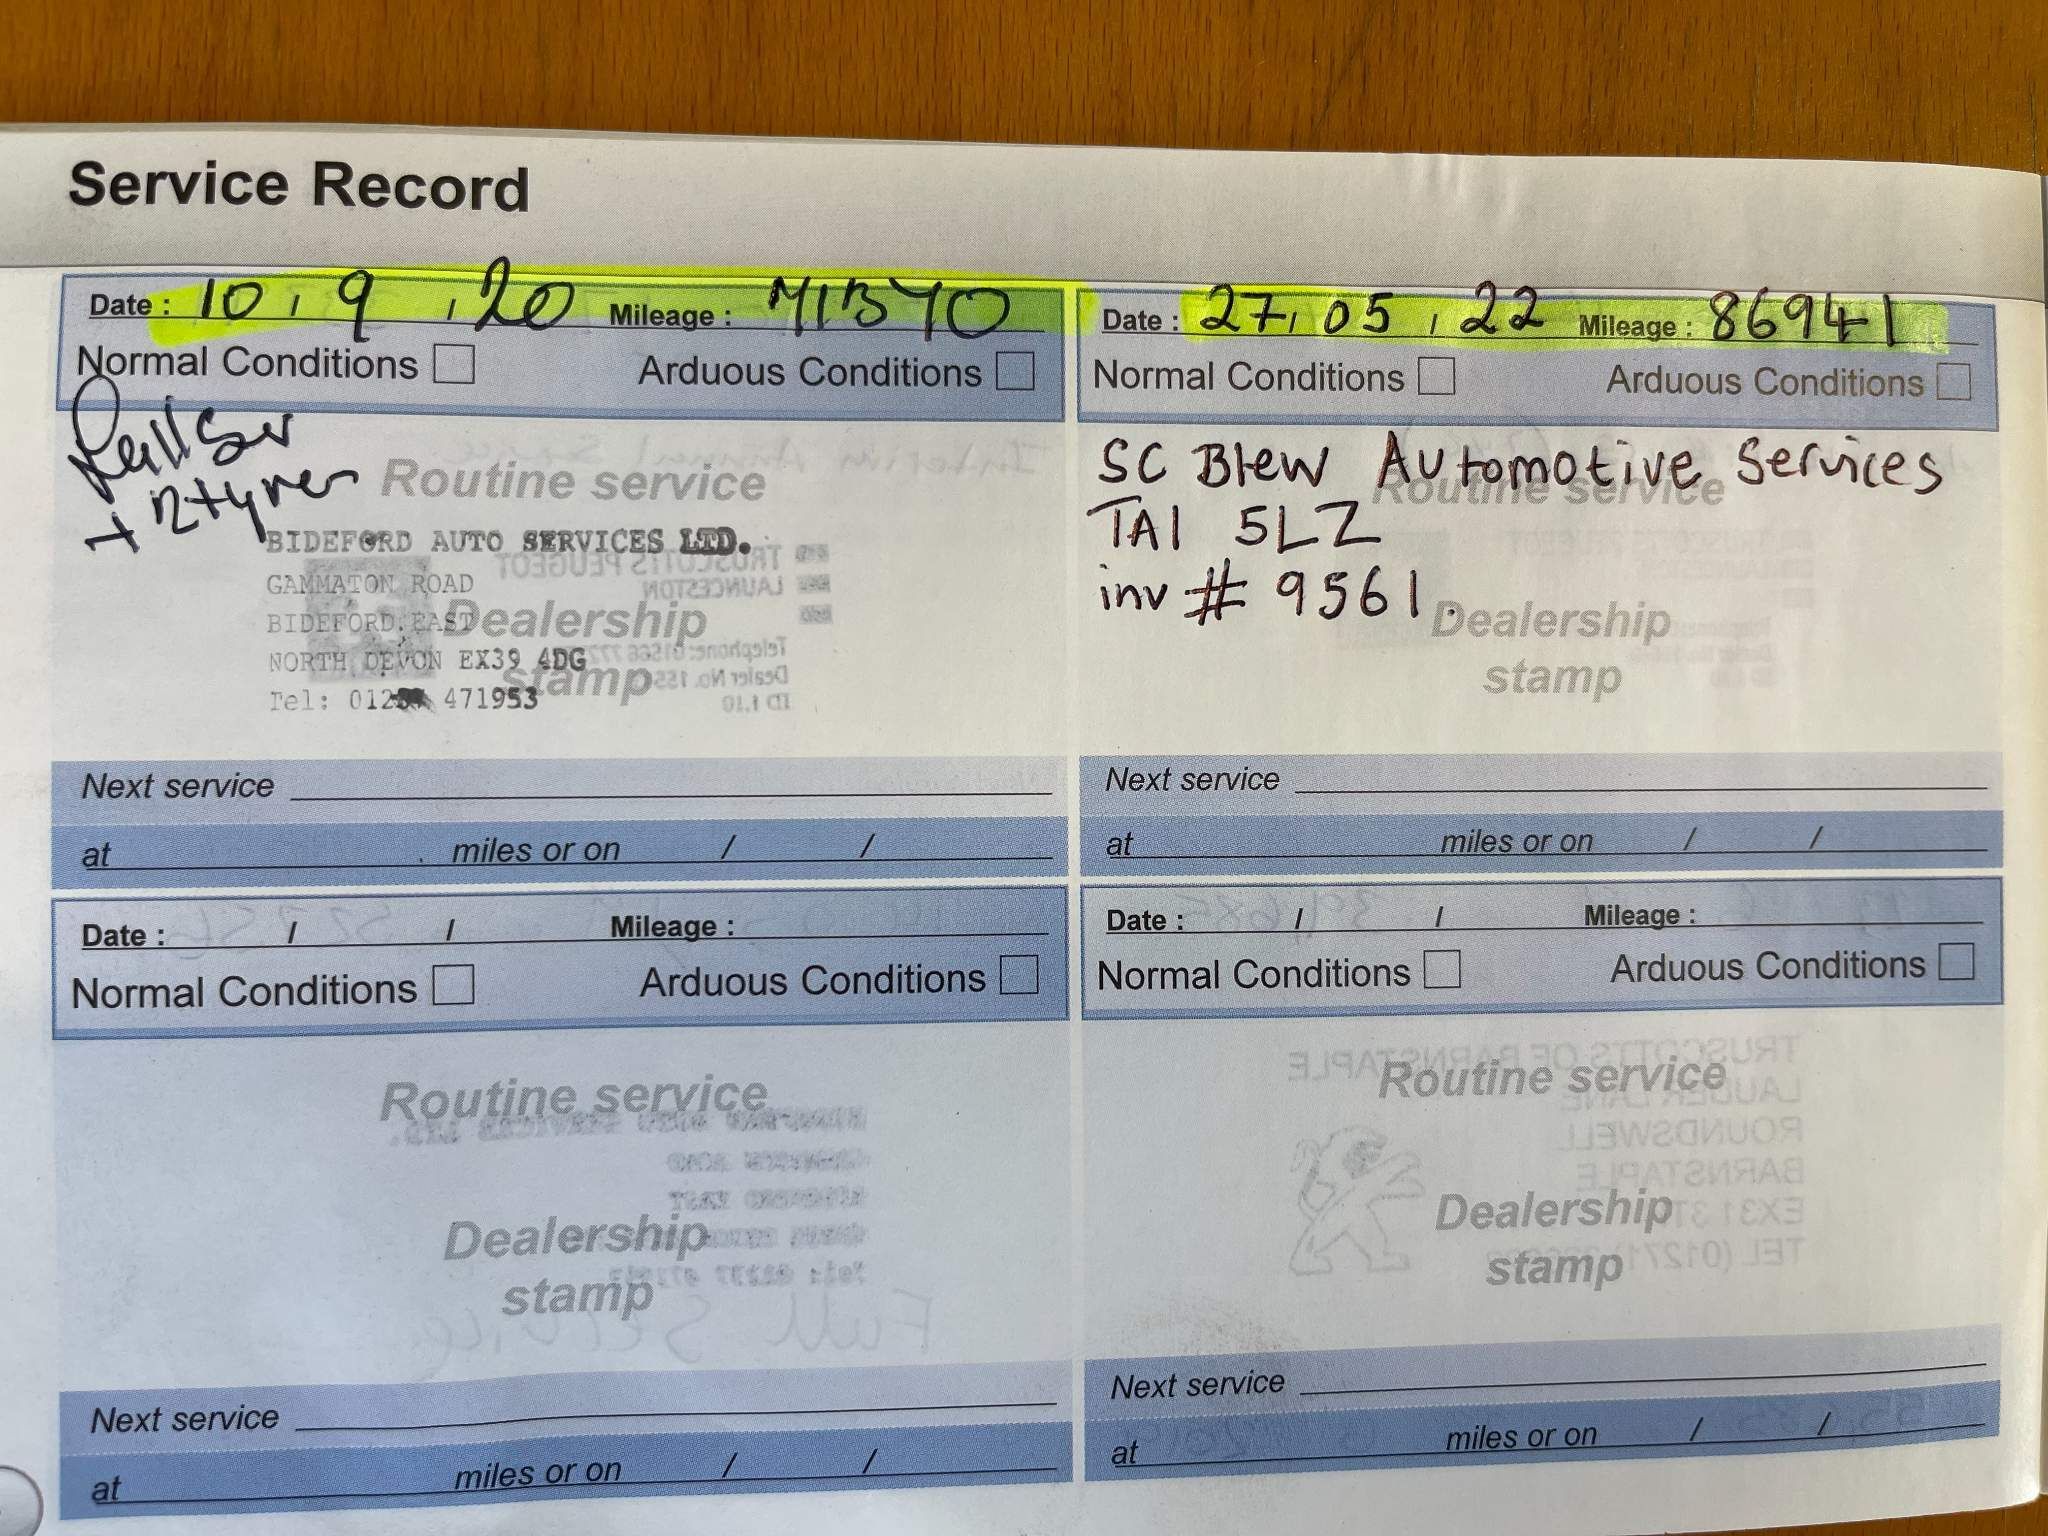 Service Record
Date : 10 , 9 , 20 Mileage :
Normal Conditions Arduous Conditions
+ 2 tyres
Routine service
BIDEFORD AUTO SERVICES LTD.
GAMMATON ROAD
BIDEFORD.EAST
Dealership
NORTH DEVON EX39 4DG
stamp
Tel: 471953
Next service
at miles or on / /
Date : 27, 05 , 22 Mileage : 86941
Normal Conditions Arduous Conditions
SC Blew Automotive Services
Routine service
TA1 5LZ
inv # 9561.
Dealership
stamp
Next service
at miles or on / /
Date : / / Mileage :
Normal Conditions Arduous Conditions
Routine service
Dealership
stamp
Next service
at miles or on / /
Date : / / Mileage :
Normal Conditions Arduous Conditions
Routine service
Dealership
stamp
Next service
at miles or on / /